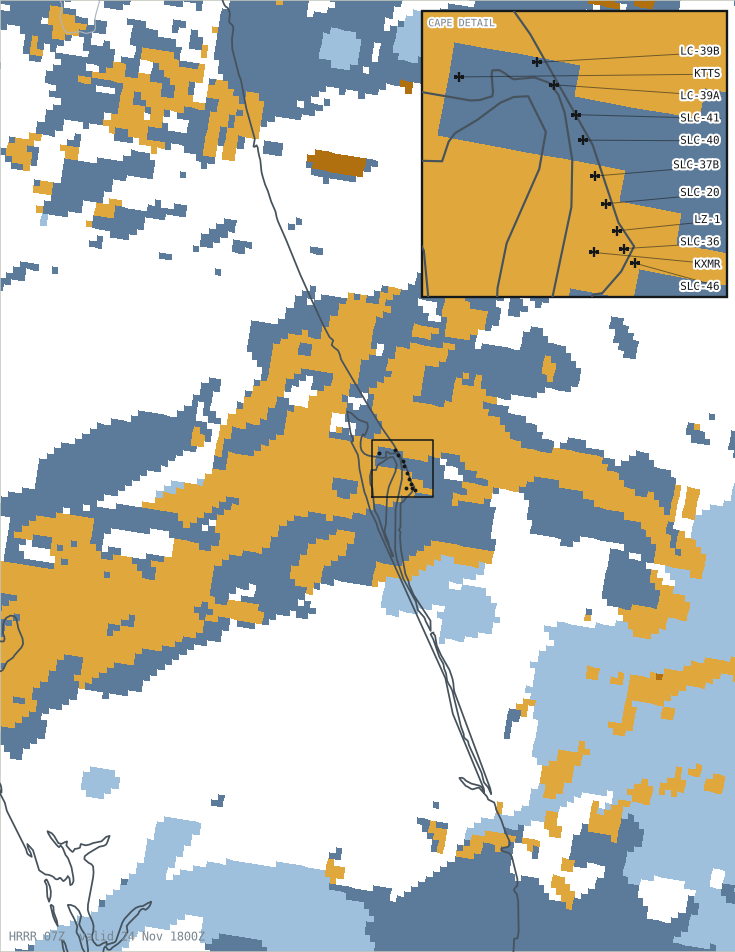 CAPE DETAIL
LC-39B
KTTS
LC-39A
SLC-41
SLC-40
SLC-37B
SLC-20
LZ-1
SLC-36
KXMR
SLC-46
HRRR 07Z valid 24 Nov 1800Z